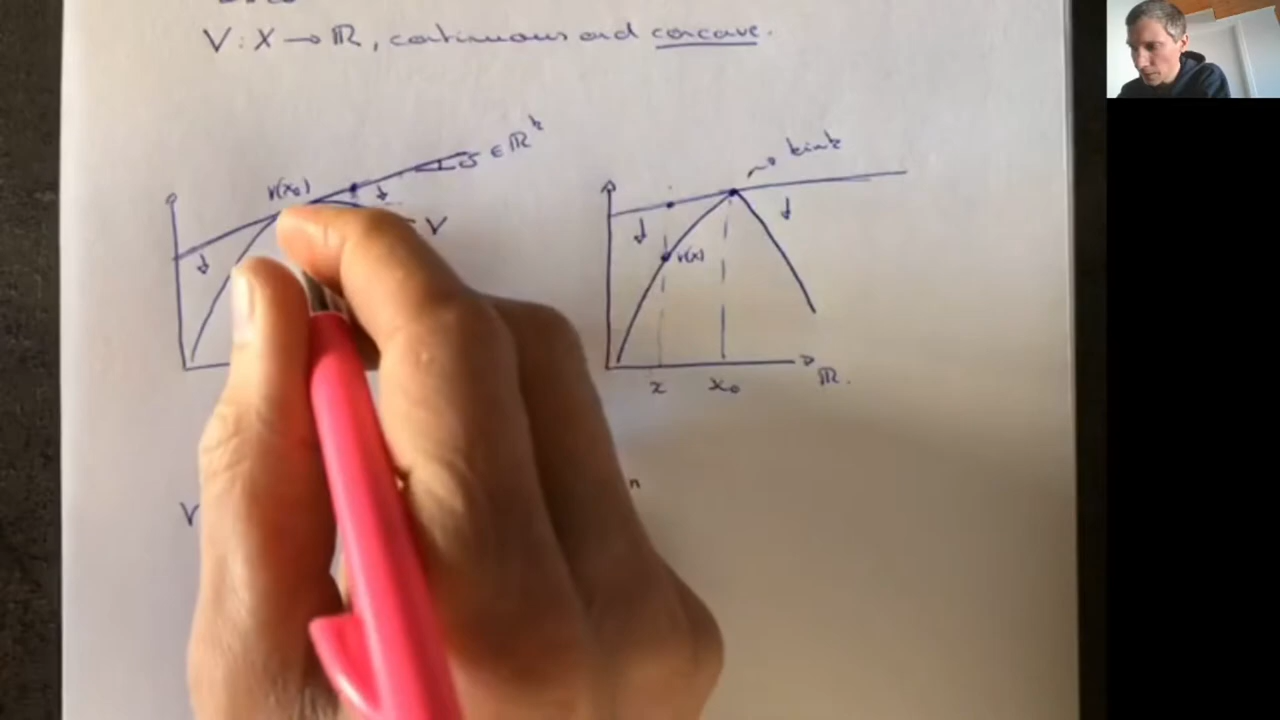 V : X → ℝ, continuous and concave.
∈ ℝᵏ
V(x₀)
V
kink
V(x)
x
x₀
ℝ.
V
n